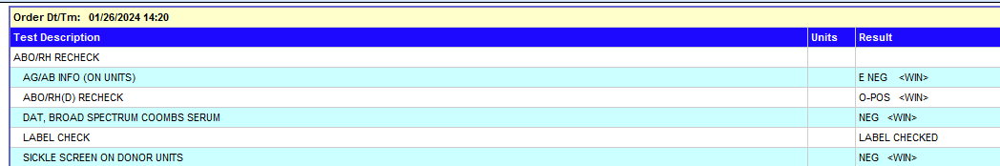 Order Dt/Tm: 01/26/2024 14:20
Test Description Units Result
ABO/RH RECHECK
AG/AB INFO (ON UNITS) E NEG <WIN>
ABO/RH(D) RECHECK O-POS <WIN>
DAT, BROAD SPECTRUM COOMBS SERUM NEG <WIN>
LABEL CHECK LABEL CHECKED
SICKLE SCREEN ON DONOR UNITS NEG <WIN>